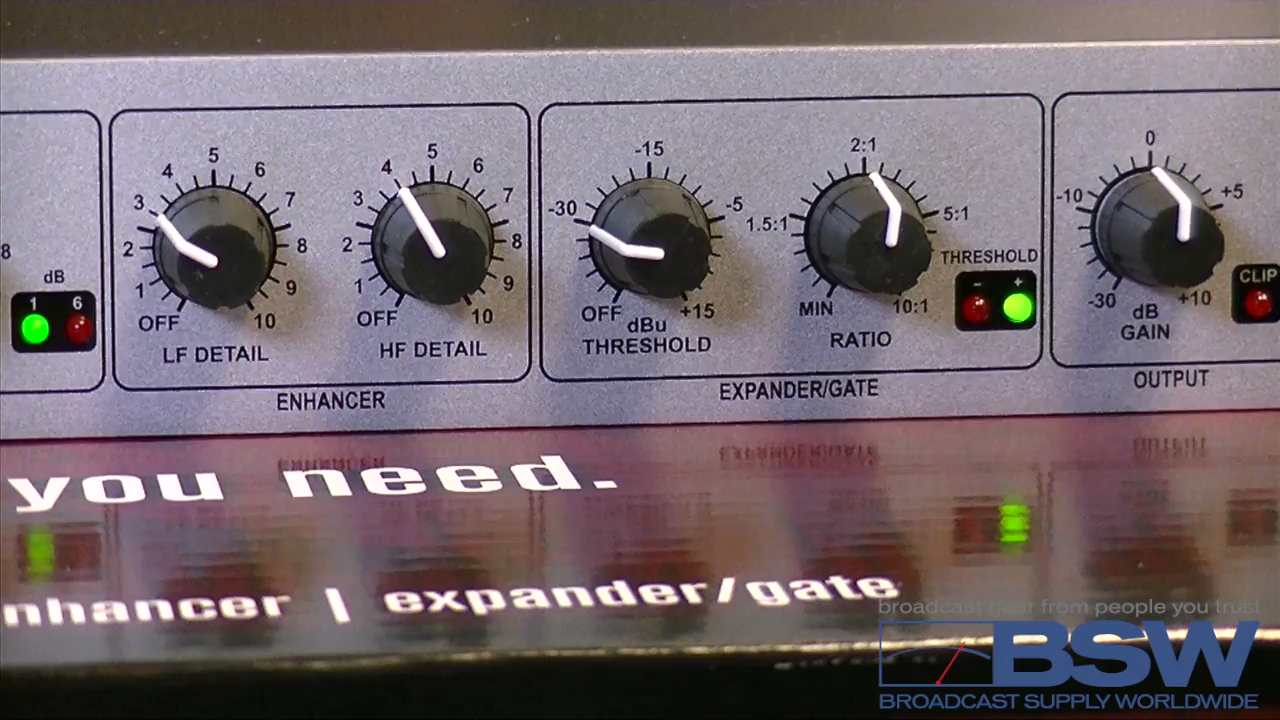 8
dB
1 6
OFF 1 2 3 4 5 6 7 8 9 10
LF DETAIL
OFF 1 2 3 4 5 6 7 8 9 10
HF DETAIL
ENHANCER
OFF -30 -15 -5 +15
dBu
THRESHOLD
MIN 1.5:1 2:1 5:1 10:1
RATIO
THRESHOLD
- +
EXPANDER/GATE
-30 -10 0 +5 +10
dB
GAIN
CLIP
OUTPUT
you need.
nhancer | expander/gate
broadcast gear from people you trust
BSW
BROADCAST SUPPLY WORLDWIDE